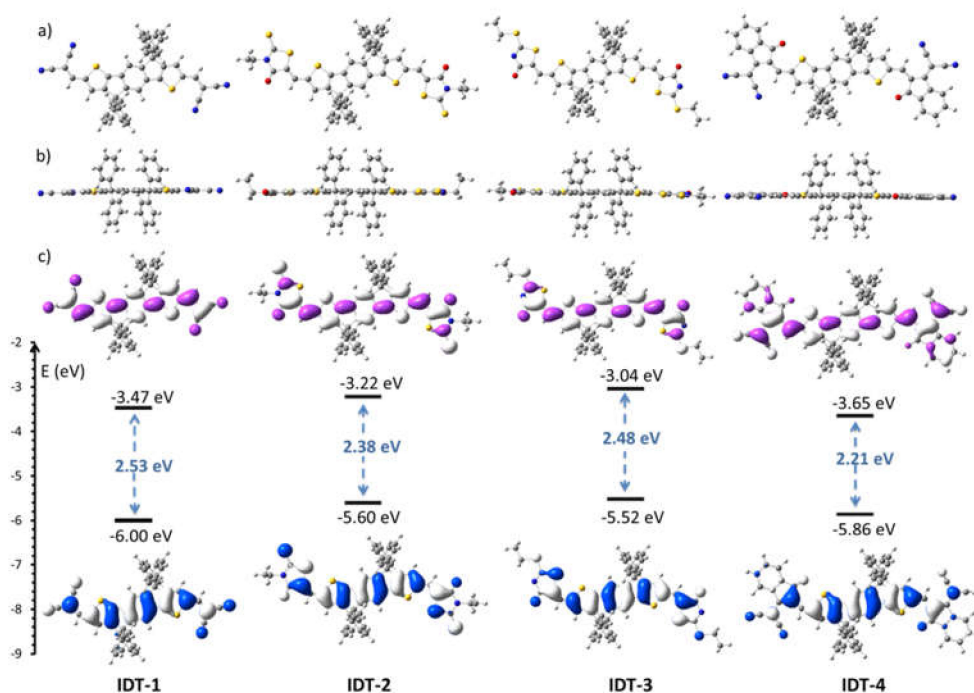 a)
b)
c)
-2
E (eV)
-3
-4
-5
-6
-7
-8
-9
-3.47 eV
2.53 eV
-6.00 eV
-3.22 eV
2.38 eV
-5.60 eV
-3.04 eV
2.48 eV
-5.52 eV
-3.65 eV
2.21 eV
-5.86 eV
IDT-1 IDT-2 IDT-3 IDT-4